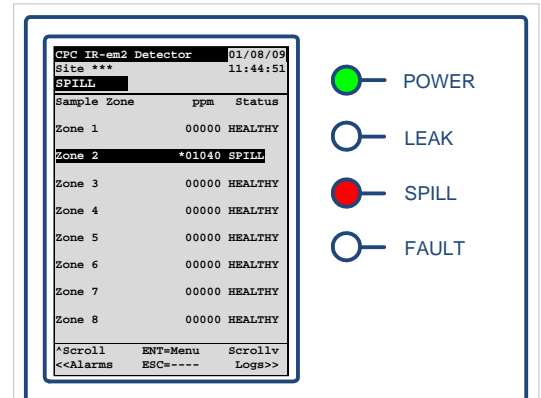 CPC IR-em2 Detector 01/08/09
Site *** 11:44:51
SPILL
Sample Zone ppm Status
Zone 1 00000 HEALTHY
Zone 2 *01040 SPILL
Zone 3 00000 HEALTHY
Zone 4 00000 HEALTHY
Zone 5 00000 HEALTHY
Zone 6 00000 HEALTHY
Zone 7 00000 HEALTHY
Zone 8 00000 HEALTHY
^Scroll ENT=Menu Scrollv
<<Alarms ESC=---- Logs>>
POWER
LEAK
SPILL
FAULT